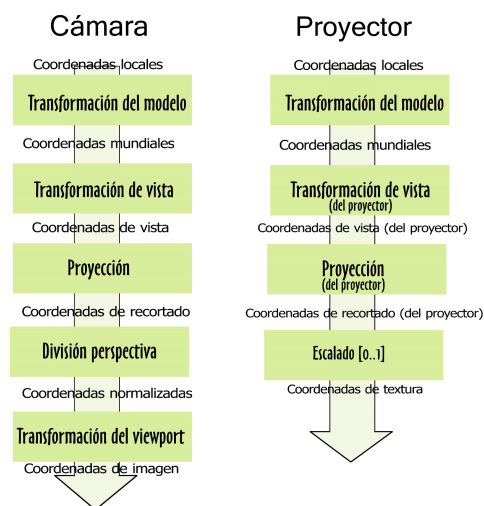 Cámara
Coordenadas locales
Transformación del modelo
Coordenadas mundiales
Transformación de vista
Coordenadas de vista
Proyección
Coordenadas de recortado
División perspectiva
Coordenadas normalizadas
Transformación del viewport
Coordenadas de imagen
Proyector
Coordenadas locales
Transformación del modelo
Coordenadas mundiales
Transformación de vista
(del proyector)
Coordenadas de vista (del proyector)
Proyección
(del proyector)
Coordenadas de recortado (del proyector)
Escalado [0..1]
Coordenadas de textura